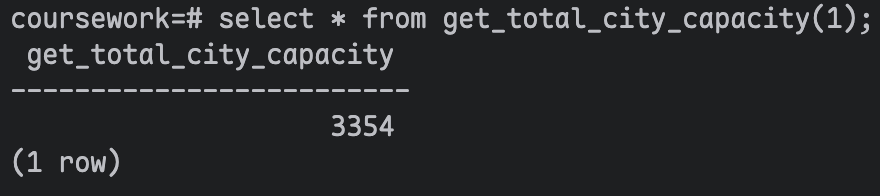 coursework=# select * from get_total_city_capacity(1);
get_total_city_capacity
-------------------------
3354
(1 row)